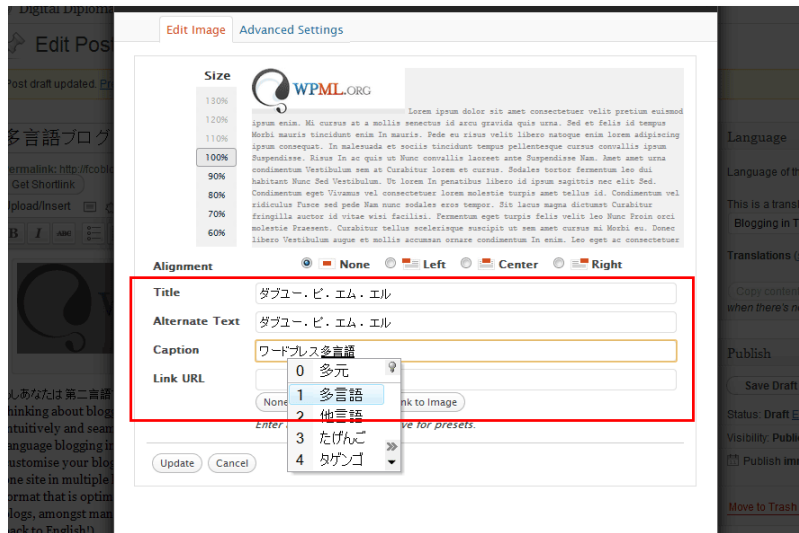 Digital Diploma
Edit Pos
Post draft updated. Pre
多言語ブログ
ermalink: http://fcoblo
Get Shortlink
Upload/Insert
B I ABC
Edit Image Advanced Settings
Size
130%
120%
110%
100%
90%
80%
70%
60%
WPML.ORG
Lorem ipsum dolor sit amet consectetuer velit pretium euismod
ipsum enim. Mi cursus at a mollis senectus id arcu gravida quis urna. Sed et felis id tempus
Morbi mauris tincidunt enim In mauris. Pede eu risus velit libero natoque enim lorem adipiscing
ipsum consequat. In malesuada et sociis tincidunt tempus pellentesque cursus convallis ipsum
Suspendisse. Risus In ac quis ut Nunc convallis laoreet ante Suspendisse Nam. Amet amet urna
condimentum Vestibulum sem at Curabitur lorem et cursus. Sodales tortor fermentum leo dui
habitant Nunc Sed Vestibulum. Ut lorem In penatibus libero id ipsum sagittis nec elit Sed.
Condimentum eget Vivamus vel consectetuer lorem molestie turpis amet tellus id. Condimentum vel
ridiculus Fusce sed pede Nam nunc sodales eros tempor. Sit lacus magna dictumst Curabitur
fringilla auctor id vitae wisi facilisi. Fermentum eget turpis felis velit leo Nunc Proin orci
molestie Praesent. Curabitur tellus scelerisque suscipit ut sem amet cursus mi Morbi eu. Donec
libero Vestibulum augue et mollis accumsan ornare condimentum In enim. Leo eget ac consectetuer
Alignment None Left Center Right
Title ダブユー．ピ．エム．エル
Alternate Text ダブユー．ピ．エム．エル
Caption ワードプレス多言語
Link URL
None
nk to Image
ve for presets.
0 多元
1 多言語
2 他言語
3 たげんご
4 タゲンゴ
Update Cancel
しあなたは 第二言語
hinking about blog
ntuitively and seam
anguage blogging in
ustomise your blog
one site in multiple
ormat that is optim
logs, amongst man
back to English!)
Language
Language of th
This is a transl
Blogging in T
Translations (
Copy content
when there's n
Publish
Save Draft
Status: Draft E
Visibility: Publi
Publish imm
Move to Trash